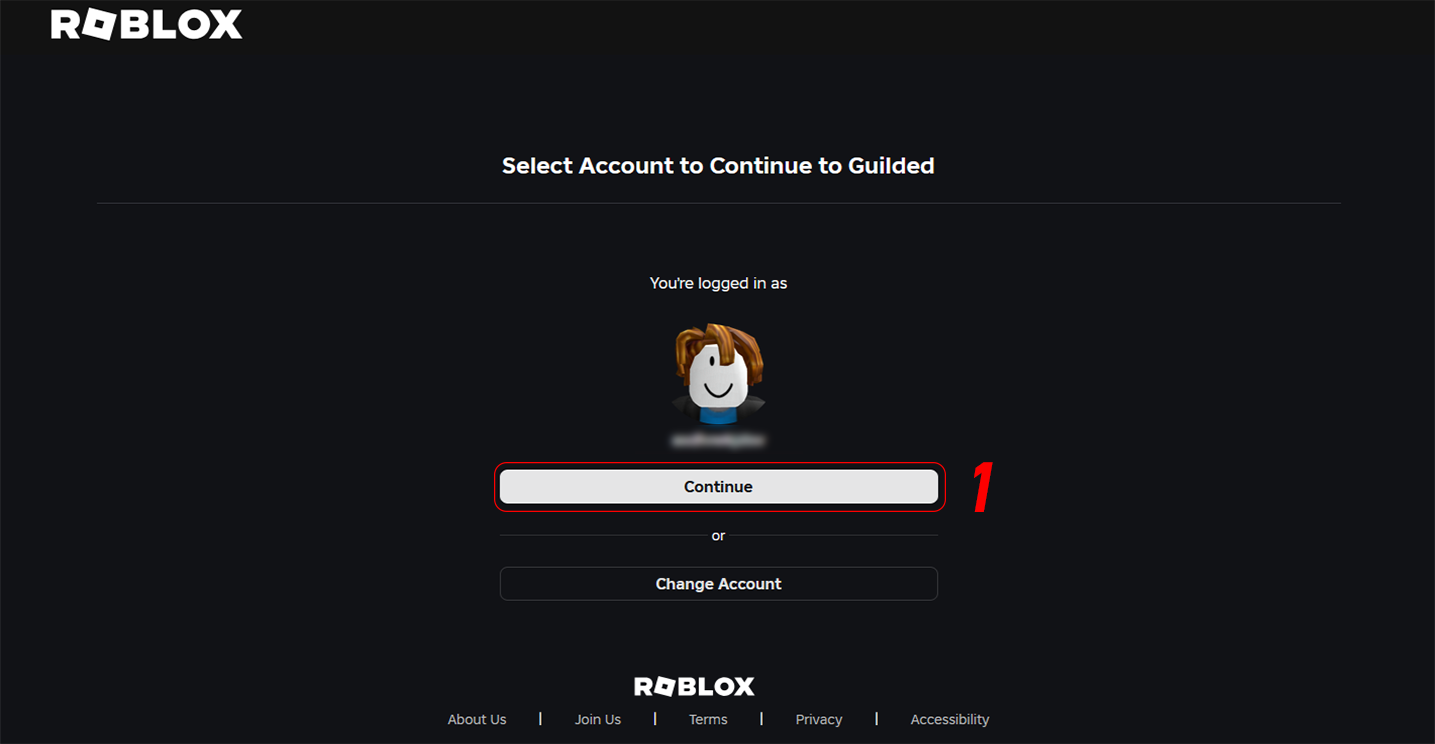 ROBLOX
Select Account to Continue to Guilded
You're logged in as
Continue
1
or
Change Account
ROBLOX
About Us | Join Us | Terms | Privacy | Accessibility